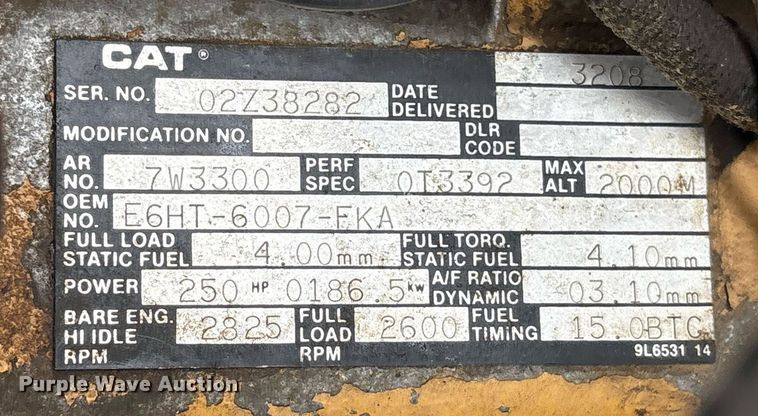 CAT®
3208
SER. NO. 02Z38282 DATE DELIVERED
MODIFICATION NO. DLR CODE
AR NO. 7W3300 PERF SPEC 0T3392 MAX ALT 2000M
OEM NO. E6HT-6007-FKA
FULL LOAD STATIC FUEL 4.00mm FULL TORQ. STATIC FUEL 4.10mm
POWER 250 HP 0186.5 KW A/F RATIO DYNAMIC -03.10mm
BARE ENG. HI IDLE RPM 2825 FULL LOAD RPM 2600 FUEL TIMING 15.0BTC
9L6531 14
Purple Wave Auction